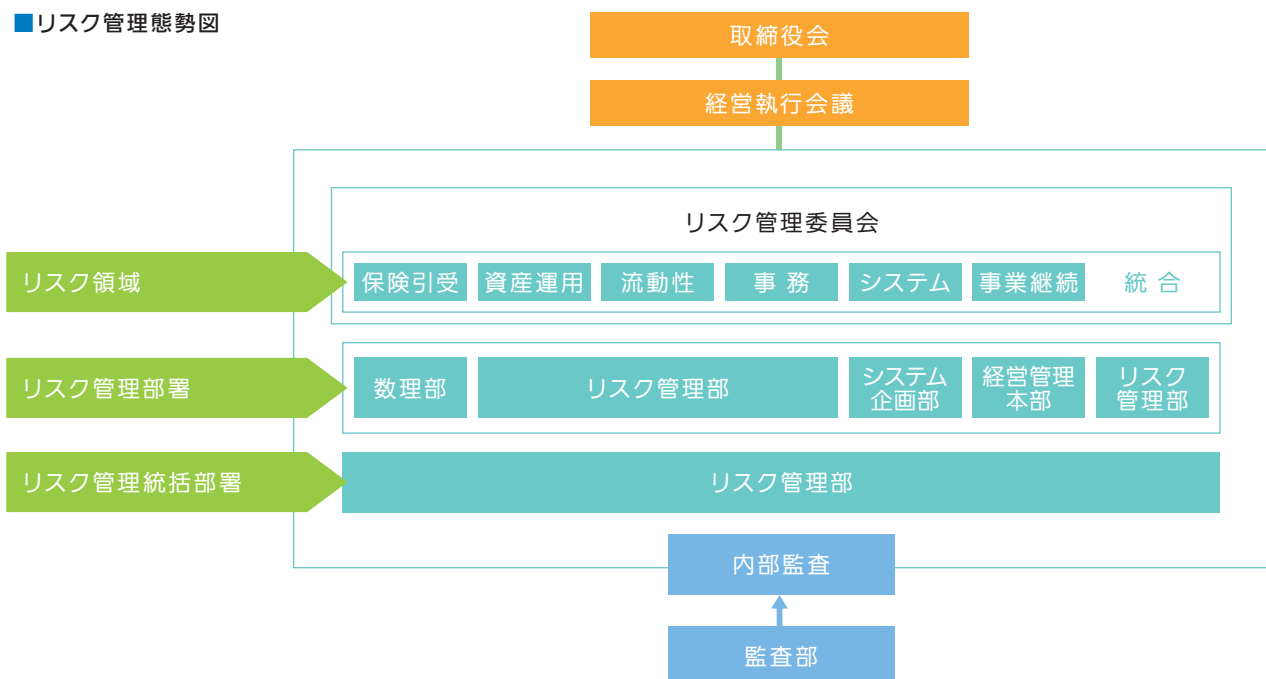 ■リスク管理態勢図
取締役会
経営執行会議
リスク管理委員会
リスク領域
保険引受 資産運用 流動性 事 務 システム 事業継続 統 合
リスク管理部署
数理部 リスク管理部
システム
企画部
経営管理
本部
リスク
管理部
リスク管理統括部署
リスク管理部
内部監査
監査部